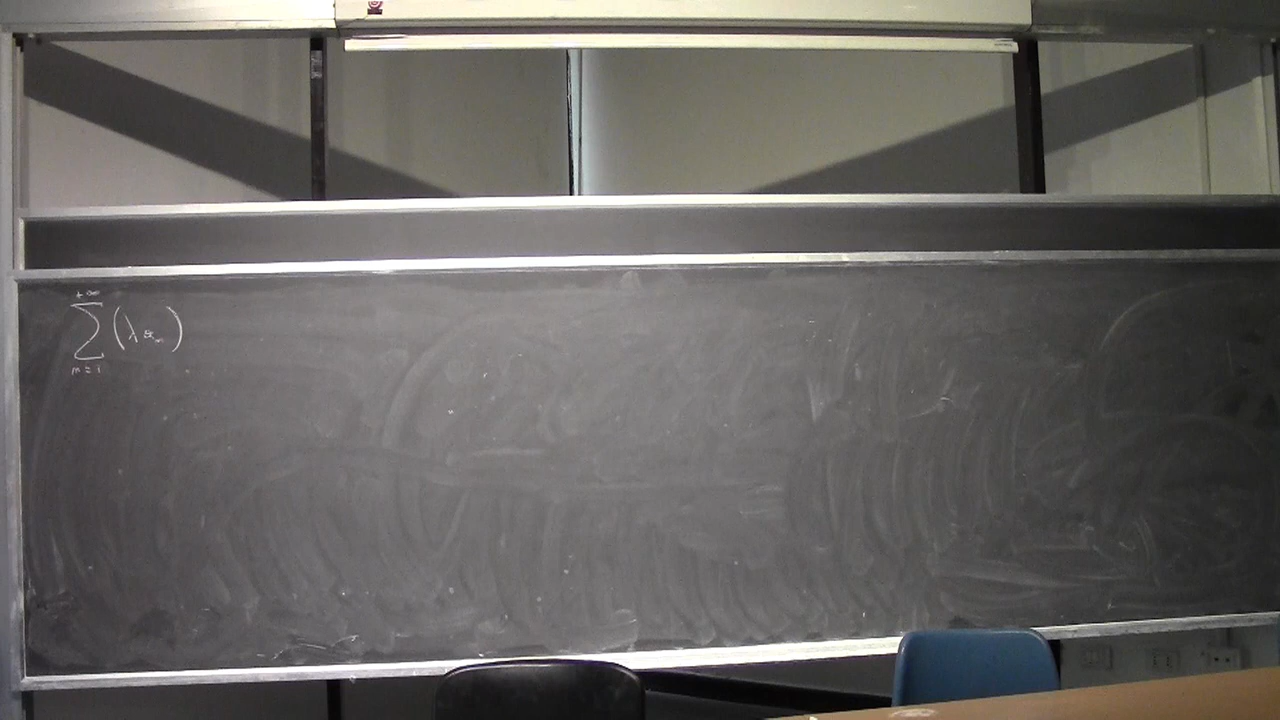 +∞
∑ (λ a_n)
n=1